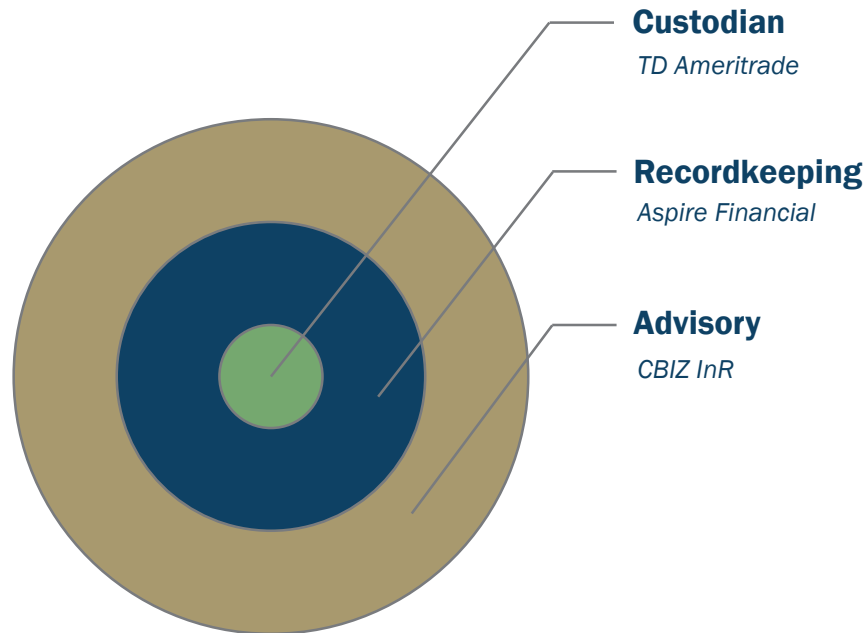 Custodian
TD Ameritrade
Recordkeeping
Aspire Financial
Advisory
CBIZ InR